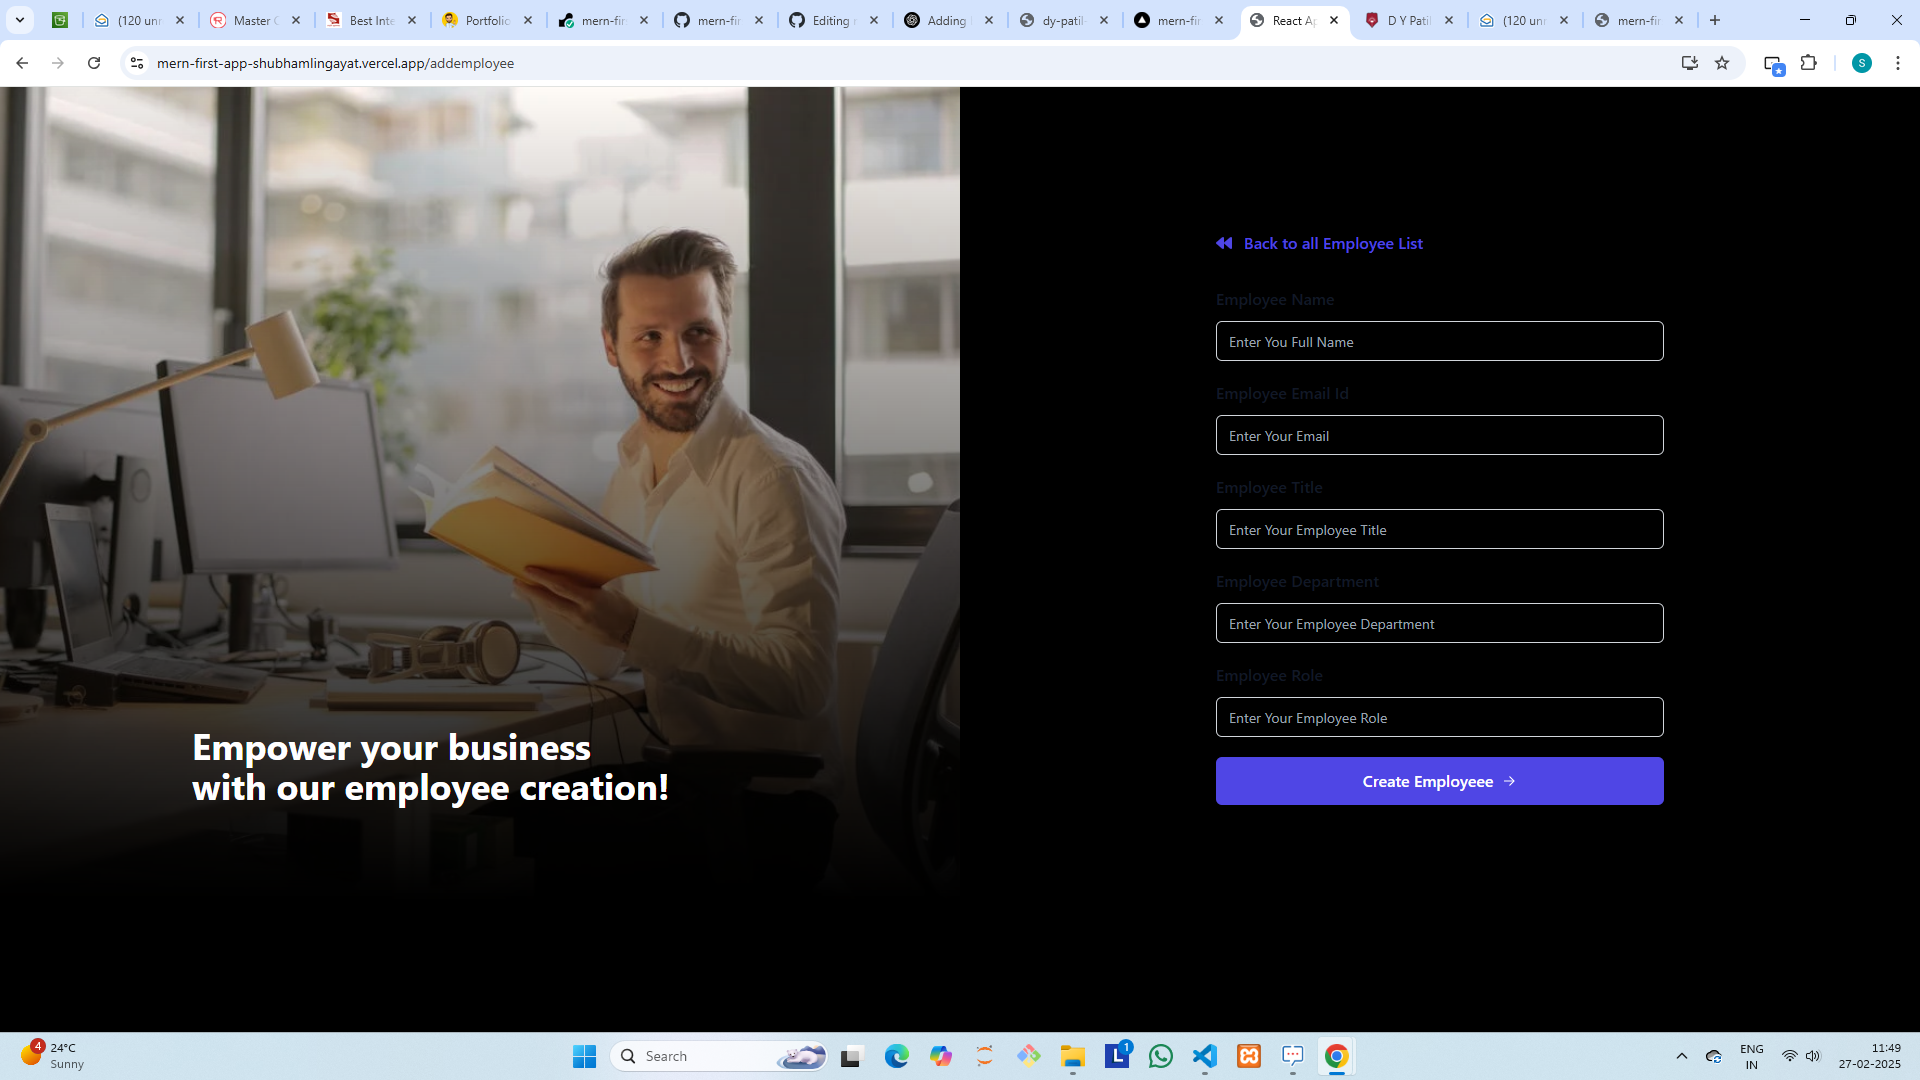 (120 unr
Master C
Best Inte
Portfolio
mern-fir
mern-fir
Editing r
Adding
dy-patil-
mern-fir
React Ap
D Y Patil
(120 unr
mern-fir
mern-first-app-shubhamlingayat.vercel.app/addemployee
S
Back to all Employee List
Employee Name
Enter You Full Name
Employee Email Id
Enter Your Email
Employee Title
Enter Your Employee Title
Employee Department
Enter Your Employee Department
Employee Role
Enter Your Employee Role
Create Employeee
Empower your business
with our employee creation!
4
24°C
Sunny
Search
L
1
ENG
IN
11:49
27-02-2025